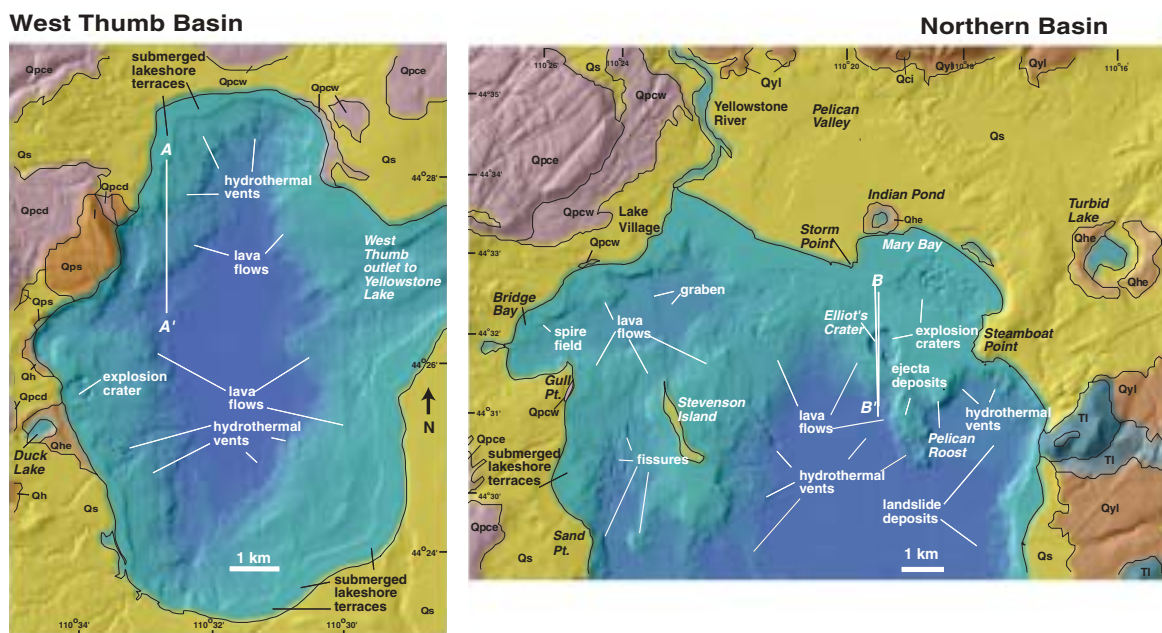 West Thumb Basin
Northern Basin
submerged
lakeshore
terraces
Qpce
Qpcw
Qpce
Qpcw
Qs
A
Qs
hydrothermal
vents
44°28'
Qpcd
Qpcd
I
Qps
lava
flows
West
Thumb
outlet to
Yellowstone
Lake
Qps
A'
44°26'
Qh
explosion
crater
Qpcd
lava
flows
N
hydrothermal
vents
Duck
Lake
Qhe
Qh
Qs
1 km
44°24'
submerged
lakeshore
terraces
Qs
110°34'
110°32'
110°30'
110°26'
Qs
110°24'
Qpcw
Qyl
110°20'
Qci
Qyl
Qyl
110°16'
44°35'
Yellowstone
River
Pelican
Valley
Qs
Qpce
44°34'
Indian Pond
Turbid
Lake
Qpcw
Lake
Village
Storm
Point
Qhe
Qhe
Mary Bay
Qpcw
44°33'
Qhe
graben
B
Bridge
Bay
Elliot's
Crater
lava
flows
spire
field
explosion
craters
Steamboat
Point
44°32'
ejecta
deposits
Gull
Pt.
Qpcw
Stevenson
Island
B'
lava
flows
hydrothermal
vents
Qyl
Tl
44°31'
Pelican
Roost
Qpce
submerged
lakeshore
terraces
fissures
hydrothermal
vents
Tl
44°30'
landslide
deposits
Qyl
Qpce
Sand
Pt.
Qs
1 km
Qs
Tl